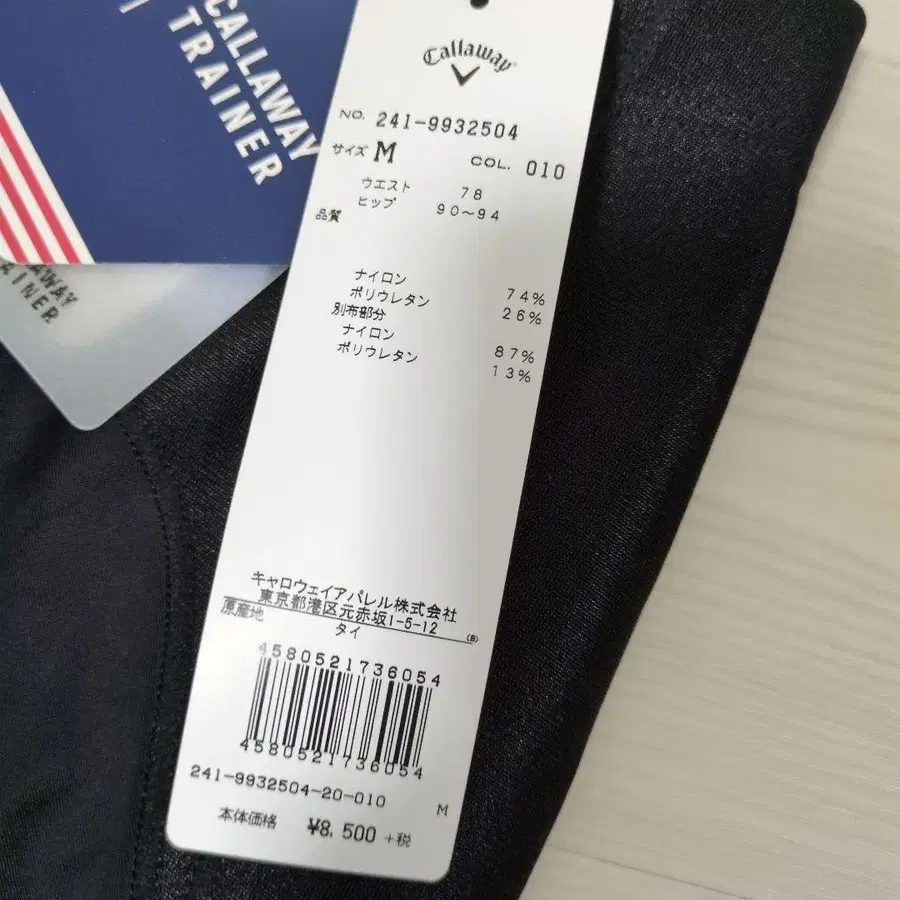 CALLAWAY
TRAINER
Callaway
NO. 241-9932504
サイズ M COL. 010
ウエスト 78
ヒップ 90～94
品質
ナイロン 74%
ポリウレタン 26%
別布部分
ナイロン 87%
ポリウレタン 13%
キャロウェイアパレル株式会社
東京都港区元赤坂1-5-12
原産地 タイ (B)
4580521736054
4580521736054
241-9932504-20-010 M
本体価格 ¥8,500 +税